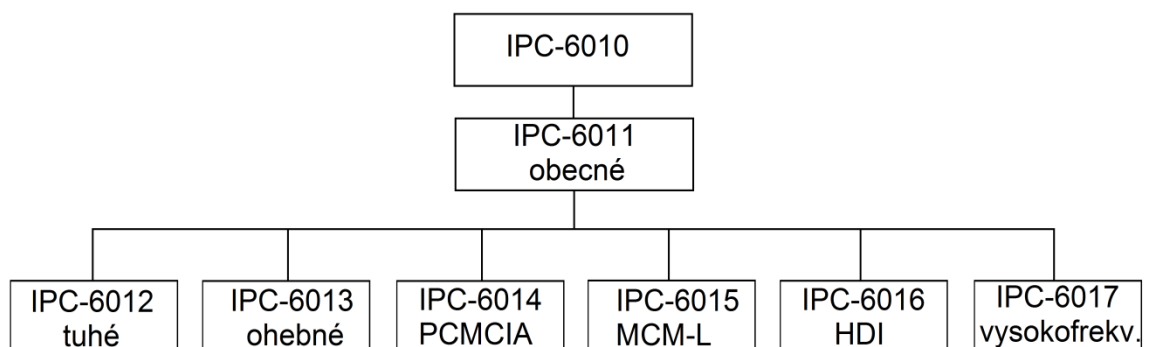 IPC-6010
IPC-6011
obecné
IPC-6012
tuhé
IPC-6013
ohebné
IPC-6014
PCMCIA
IPC-6015
MCM-L
IPC-6016
HDI
IPC-6017
vysokofrekv.